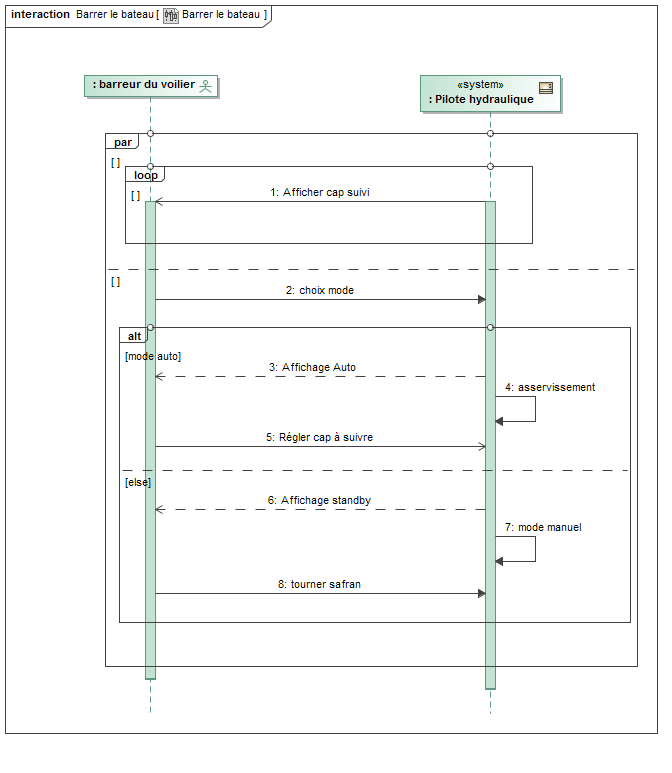 interaction Barrer le bateau [ Barrer le bateau ]
: barreur du voilier
«system»
: Pilote hydraulique
par
[ ]
loop
1: Afficher cap suivi
[ ]
[ ]
2: choix mode
alt
[mode auto]
3: Affichage Auto
4: asservissement
5: Régler cap à suivre
[else]
6: Affichage standby
7: mode manuel
8: tourner safran